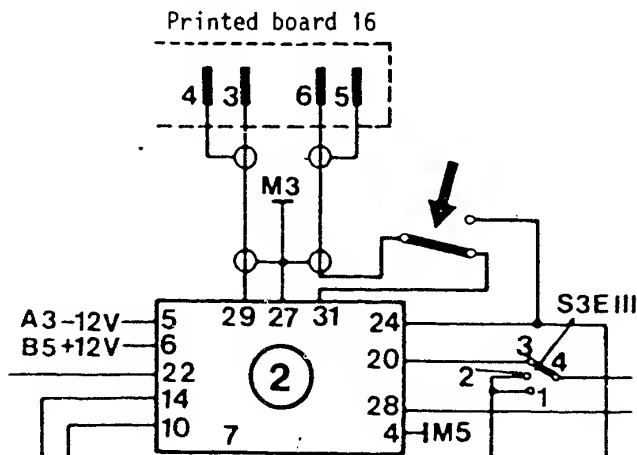 Printed board 16
4 3 6 5
M3
S3EIII
A3-12V 5 29 27 31 24
B5+12V 6
22 2 20 3 4
14 2 1
28
10 7 4 M5